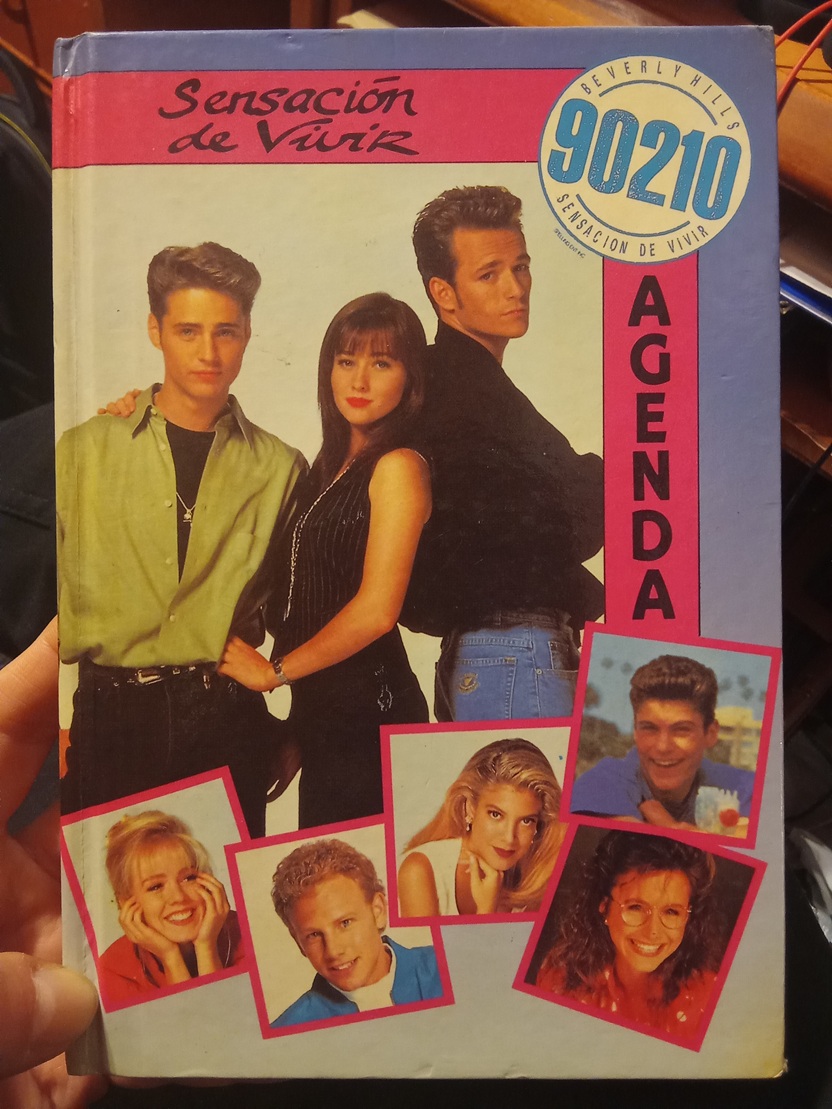 Sensación
de Vivir
BEVERLY HILLS
90210
SENSACION DE VIVIR
AGENDA